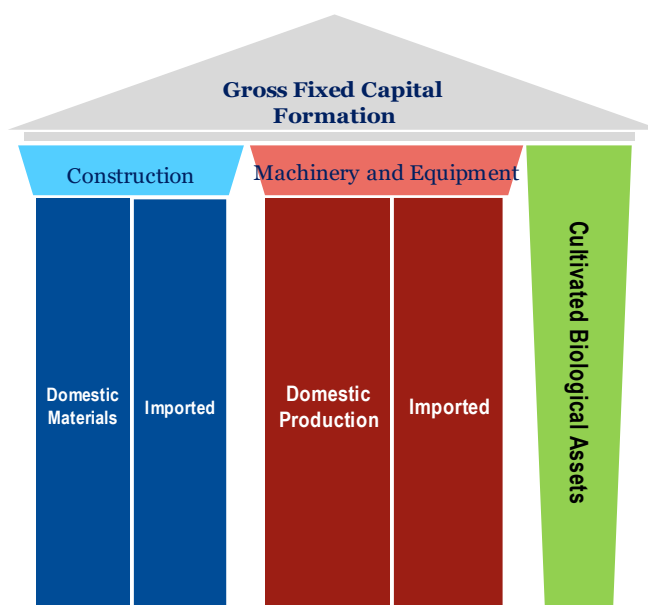 Gross Fixed Capital
Formation
Construction
Machinery and Equipment
Domestic
Materials
Imported
Domestic
Production
Imported
Cultivated Biological Assets